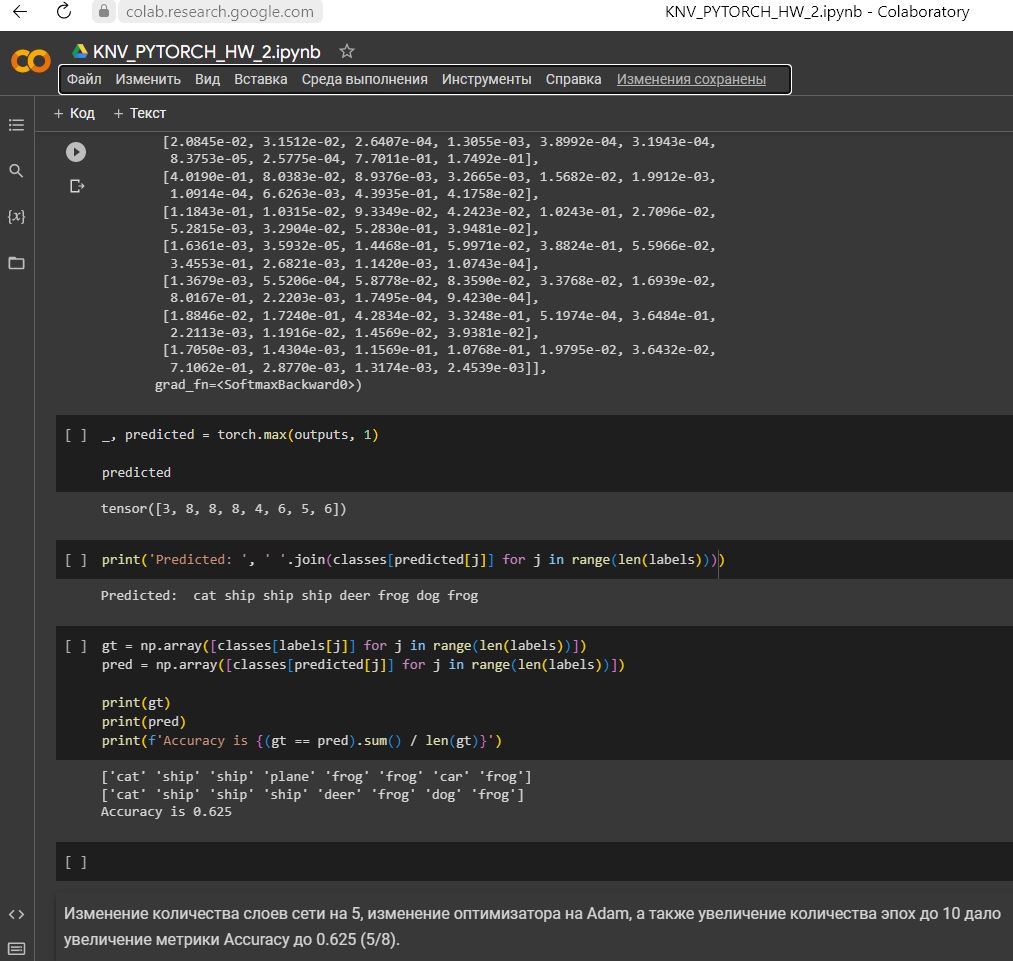 colab.research.google.com
KNV_PYTORCH_HW_2.ipynb - Colaboratory
KNV_PYTORCH_HW_2.ipynb
Файл Изменить Вид Вставка Среда выполнения Инструменты Справка Изменения сохранены
+ Код + Текст
[2.0845e-02, 3.1512e-02, 2.6407e-04, 1.3055e-03, 3.8992e-04, 3.1943e-04,
8.3753e-05, 2.5775e-04, 7.7011e-01, 1.7492e-01],
[4.0190e-01, 8.0383e-02, 8.9376e-03, 3.2665e-03, 1.5682e-02, 1.9912e-03,
1.0914e-04, 6.6263e-03, 4.3935e-01, 4.1758e-02],
[1.1843e-01, 1.0315e-02, 9.3349e-02, 4.2423e-02, 1.0243e-01, 2.7096e-02,
5.2815e-03, 3.2904e-02, 5.2830e-01, 3.9481e-02],
[1.6361e-03, 3.5932e-05, 1.4468e-01, 5.9971e-02, 3.8824e-01, 5.5966e-02,
3.4553e-01, 2.6821e-03, 1.1420e-03, 1.0743e-04],
[1.3679e-03, 5.5206e-04, 5.8778e-02, 8.3590e-02, 3.3768e-02, 1.6939e-02,
8.0167e-01, 2.2203e-03, 1.7495e-04, 9.4230e-04],
[1.8846e-02, 1.7240e-01, 4.2834e-02, 3.3248e-01, 5.1974e-04, 3.6484e-01,
2.2113e-03, 1.1916e-02, 1.4569e-02, 3.9381e-02],
[1.7050e-03, 1.4304e-03, 1.1569e-01, 1.0768e-01, 1.9795e-02, 3.6432e-02,
7.1062e-01, 2.8770e-03, 1.3174e-03, 2.4539e-03]],
grad_fn=<SoftmaxBackward0>)
[ ] _, predicted = torch.max(outputs, 1)
predicted
tensor([3, 8, 8, 8, 4, 6, 5, 6])
[ ] print('Predicted: ', ' '.join(classes[predicted[j]] for j in range(len(labels))))
Predicted:  cat ship ship ship deer frog dog frog
[ ] gt = np.array([classes[labels[j]] for j in range(len(labels))])
pred = np.array([classes[predicted[j]] for j in range(len(labels))])
print(gt)
print(pred)
print(f'Accuracy is {(gt == pred).sum() / len(gt)}')
['cat' 'ship' 'ship' 'plane' 'frog' 'frog' 'car' 'frog']
['cat' 'ship' 'ship' 'ship' 'deer' 'frog' 'dog' 'frog']
Accuracy is 0.625
[ ]
Изменение количества слоев сети на 5, изменение оптимизатора на Adam, а также увеличение количества эпох до 10 дало
увеличение метрики Accuracy до 0.625 (5/8).